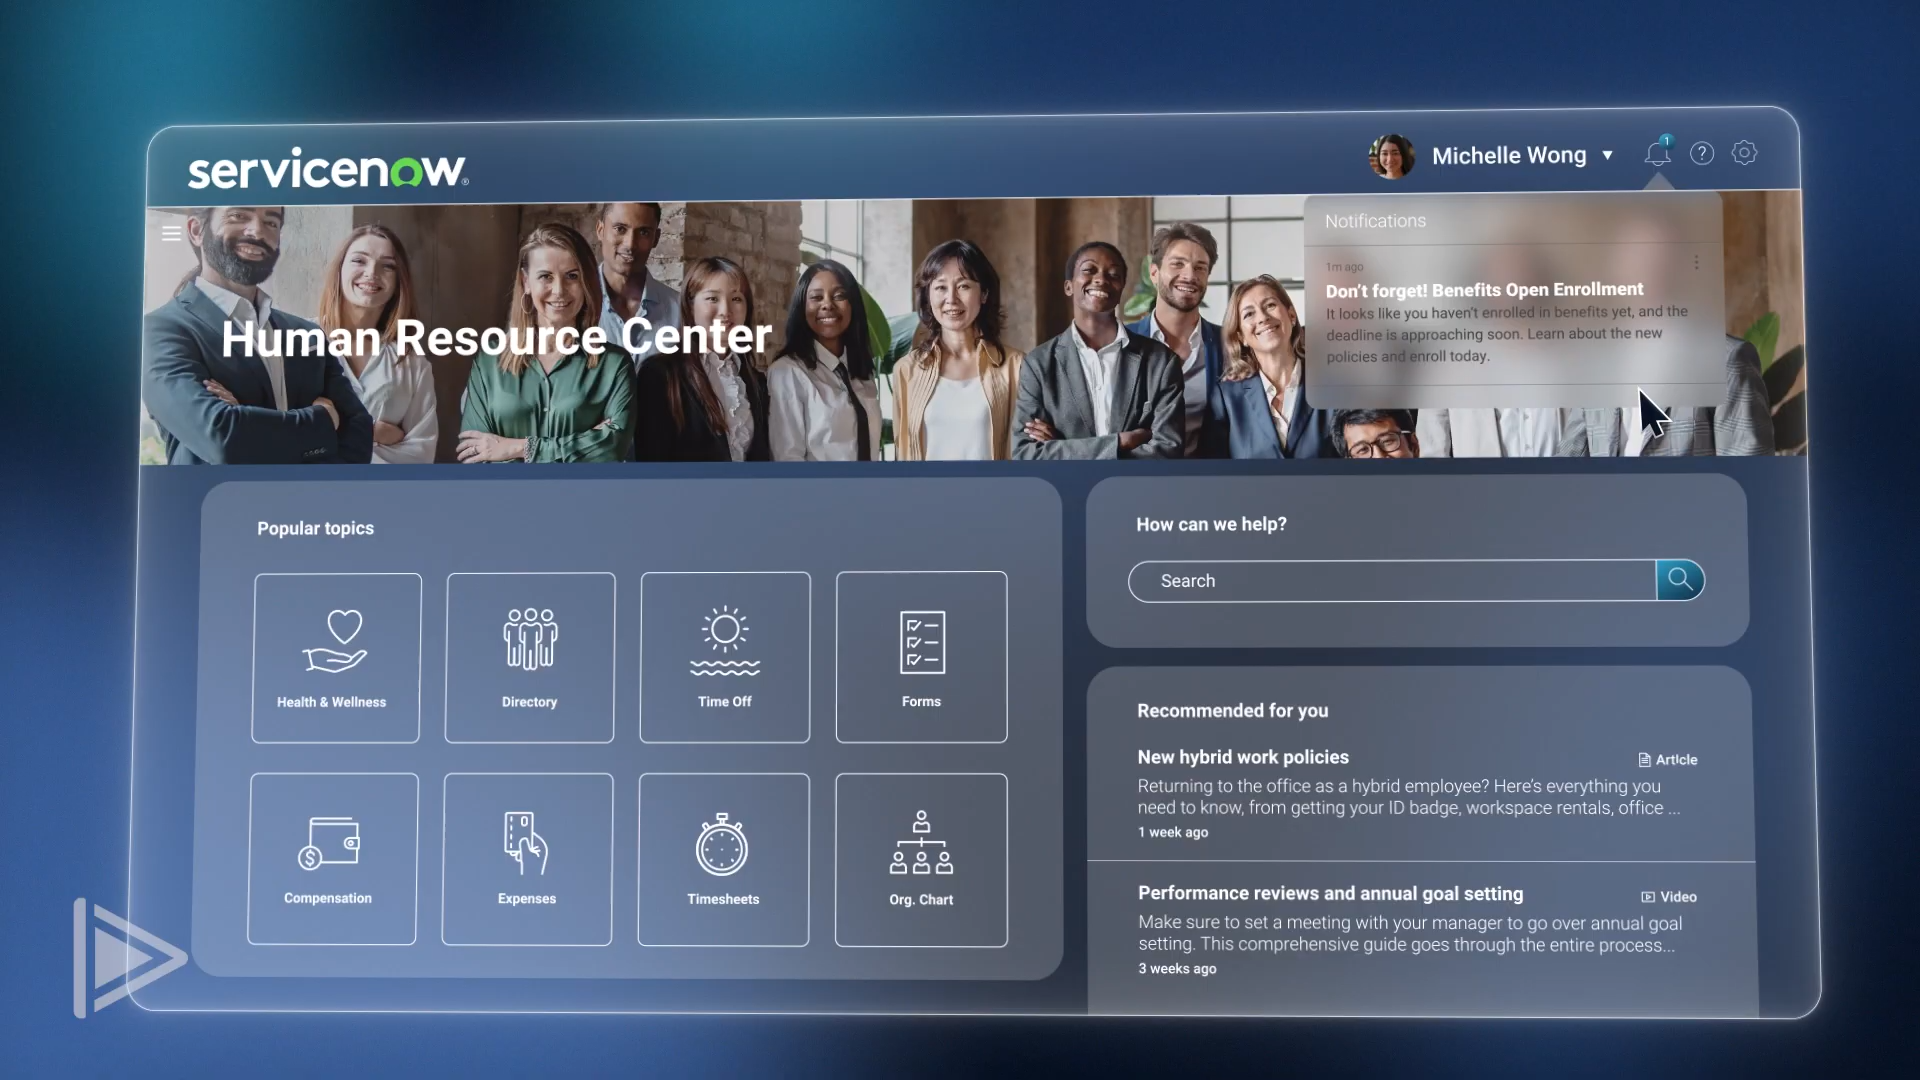 servicenow®
Michelle Wong
1
Notifications
1m ago
Don't forget! Benefits Open Enrollment
It looks like you haven't enrolled in benefits yet, and the
deadline is approaching soon. Learn about the new
policies and enroll today.
Human Resource Center
Popular topics
Health & Wellness
Directory
Time Off
Forms
Compensation
Expenses
Timesheets
Org. Chart
How can we help?
Search
Recommended for you
New hybrid work policies
Article
Returning to the office as a hybrid employee? Here's everything you
need to know, from getting your ID badge, workspace rentals, office ...
1 week ago
Performance reviews and annual goal setting
Video
Make sure to set a meeting with your manager to go over annual goal
setting. This comprehensive guide goes through the entire process...
3 weeks ago